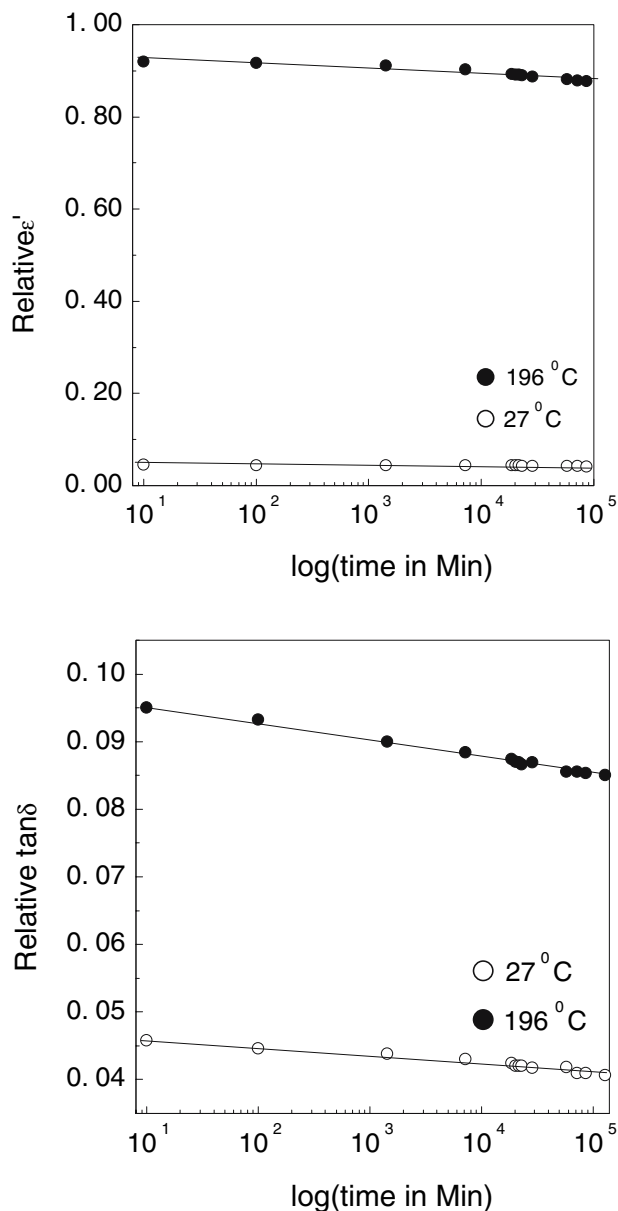 1. 00
0. 80
0. 60
0. 40
0. 20
0. 00
Relativeε'
196 ⁰C
27 ⁰C
10¹ 10² 10³ 10⁴ 10⁵
log(time in Min)
0. 10
0. 09
0. 08
0. 07
0. 06
0. 05
0. 04
Relative tanδ
27 ⁰C
196 ⁰C
10¹ 10² 10³ 10⁴ 10⁵
log(time in Min)